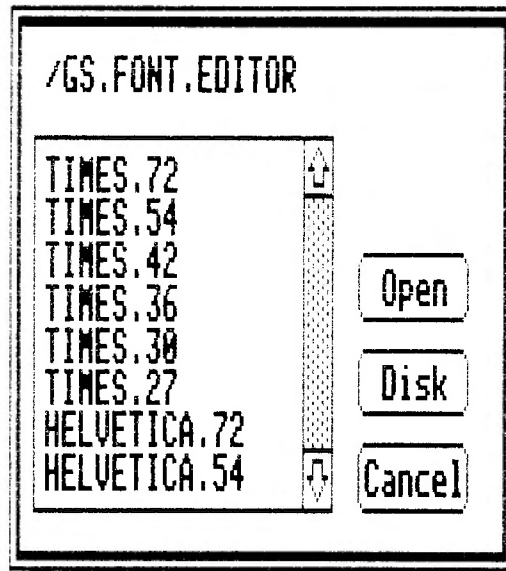 /GS.FONT.EDITOR
TIMES.72
TIMES.54
TIMES.42
TIMES.36
TIMES.30
TIMES.27
HELVETICA.72
HELVETICA.54
Open
Disk
Cancel